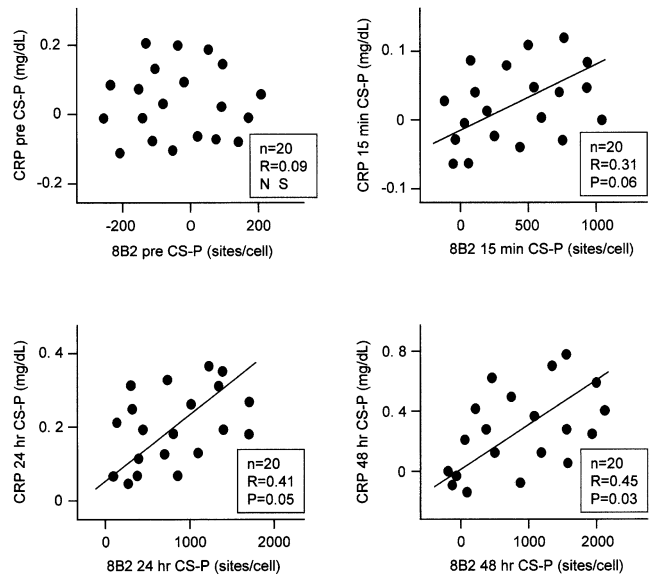 CRP pre CS-P (mg/dL)
0.2
0
-0.2
n=20
R=0.09
N S
-200
0
200
8B2 pre CS-P (sites/cell)
CRP 15 min CS-P (mg/dL)
0.1
0
-0.1
n=20
R=0.31
P=0.06
0
500
1000
8B2 15 min CS-P (sites/cell)
CRP 24 hr CS-P (mg/dL)
0. 4
0.2
0
n=20
R=0.41
P=0.05
0
1000
2000
8B2 24 hr CS-P (sites/cell)
CRP 48 hr CS-P (mg/dL)
0.8
0.4
0
n=20
R=0.45
P=0.03
0
1000
2000
8B2 48 hr CS-P (sites/cell)